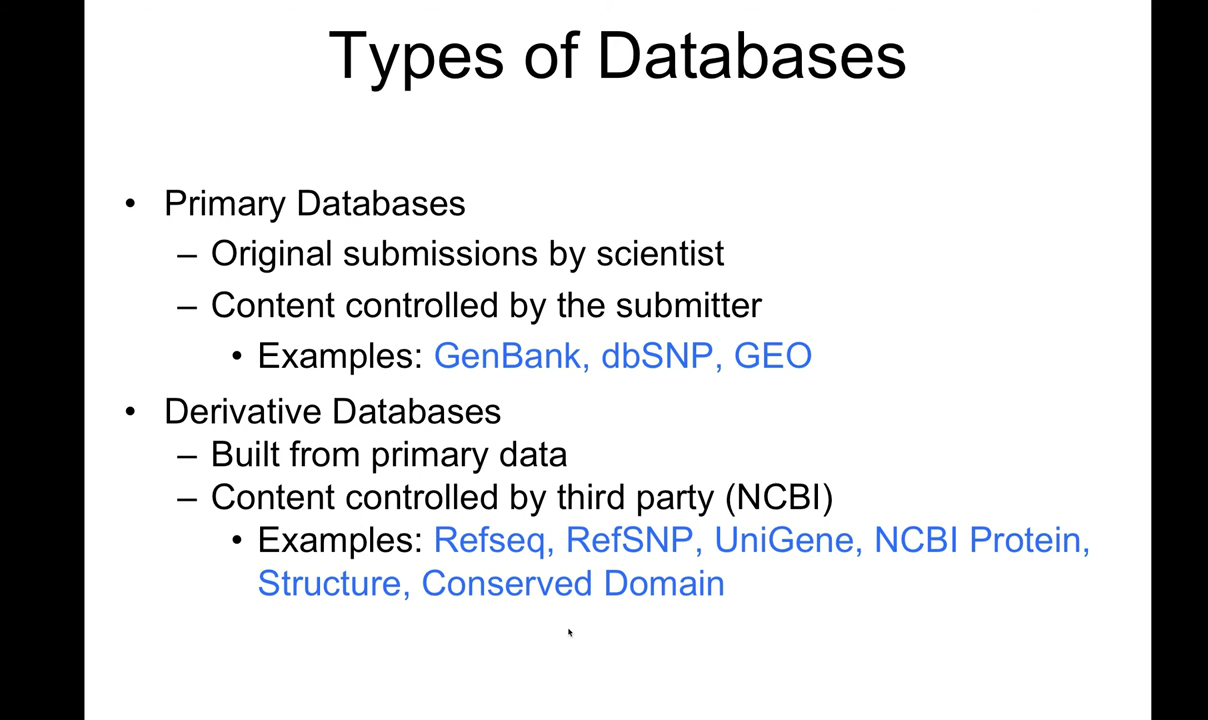 Types of Databases
• Primary Databases
– Original submissions by scientist
– Content controlled by the submitter
• Examples: GenBank, dbSNP, GEO
• Derivative Databases
– Built from primary data
– Content controlled by third party (NCBI)
• Examples: Refseq, RefSNP, UniGene, NCBI Protein,
Structure, Conserved Domain